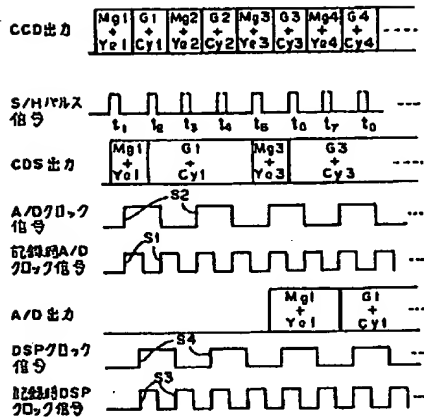 CCD出力
Mg1 + Ye1
G1 + Cy1
Mg2 + Ye2
G2 + Cy2
Mg3 + Ye3
G3 + Cy3
Mg4 + Ye4
G4 + Cy4
S/Hパルス信号
t1 t2 t3 t4 t5 t6 t7 t8
CDS出力
Mg1 + Ye1
G1 + Cy1
Mg3 + Ye3
G3 + Cy3
A/Dクロック信号
S2
記録時A/Dクロック信号
S1
A/D出力
Mg1 + Ye1
G1 + Cy1
DSPクロック信号
S4
記録時DSPクロック信号
S3